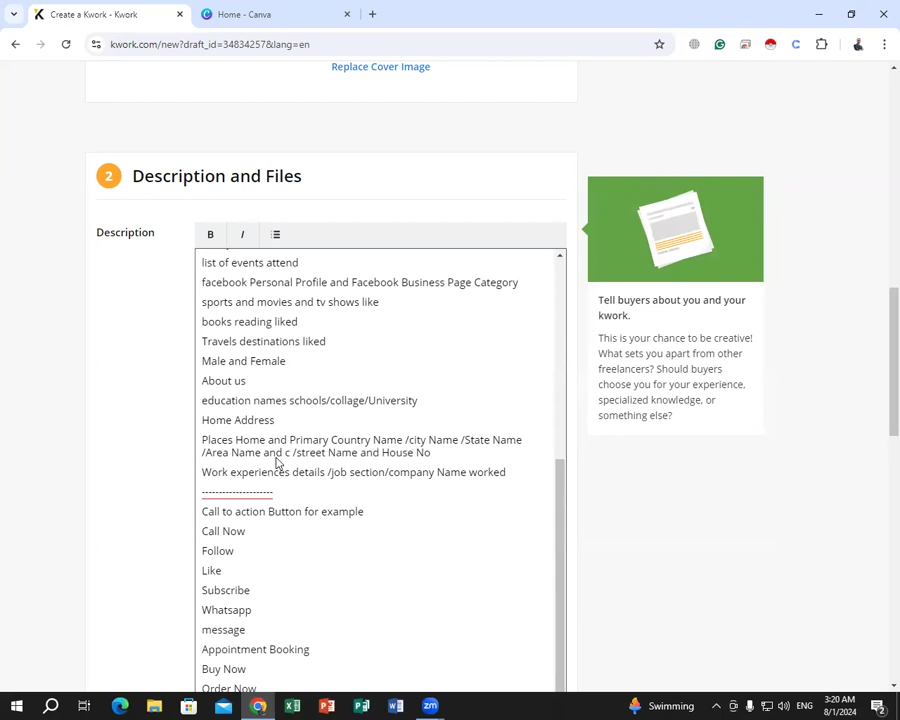 Create a Kwork - Kwork
Home - Canva
kwork.com/new?draft_id=34834257&lang=en
Replace Cover Image
2 Description and Files
Description
B I
list of events attend
facebook Personal Profile and Facebook Business Page Category
sports and movies and tv shows like
books reading liked
Travels destinations liked
Male and Female
About us
education names schools/collage/University
Home Address
Places Home and Primary Country Name /city Name /State Name
/Area Name and c /street Name and House No
Work experiences details /job section/company Name worked
---------------------
Call to action Button for example
Call Now
Follow
Like
Subscribe
Whatsapp
message
Appointment Booking
Buy Now
Order Now
Tell buyers about you and your
kwork.
This is your chance to be creative!
What sets you apart from other
freelancers? Should buyers
choose you for your experience,
specialized knowledge, or
something else?
Swimming
ENG
3:20 AM
8/1/2024
2